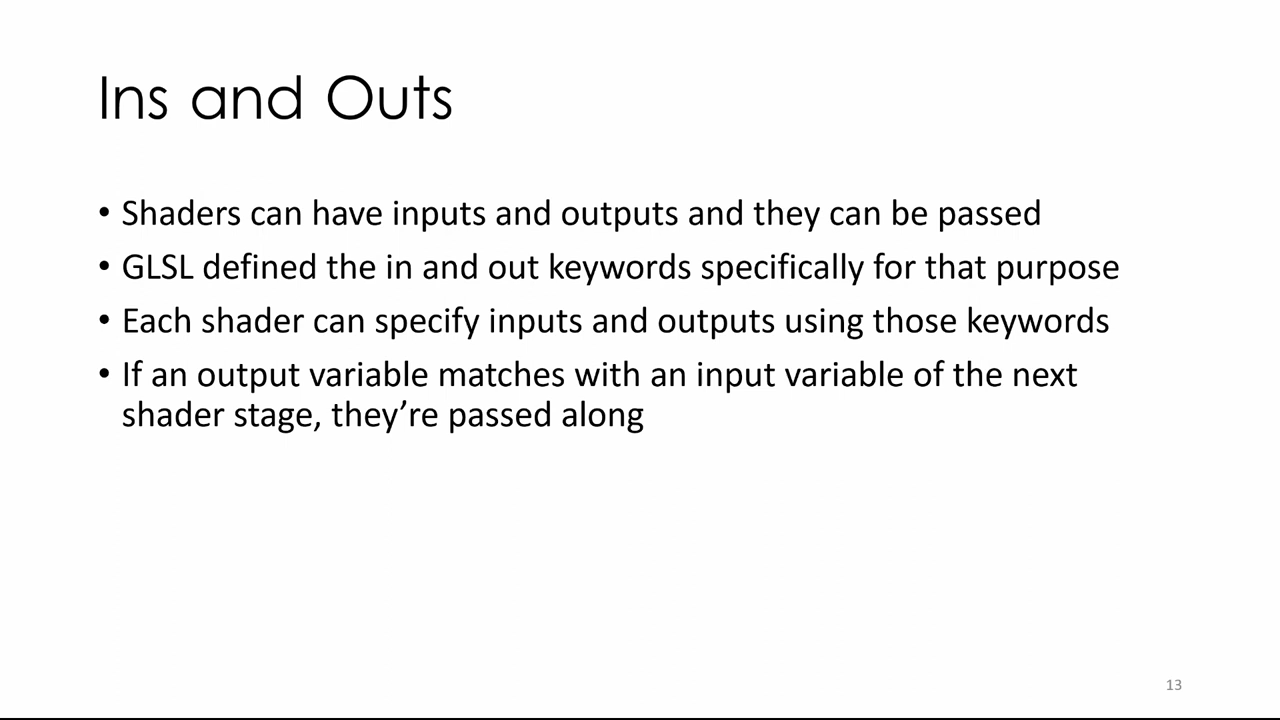 Ins and Outs
• Shaders can have inputs and outputs and they can be passed
• GLSL defined the in and out keywords specifically for that purpose
• Each shader can specify inputs and outputs using those keywords
• If an output variable matches with an input variable of the next
shader stage, they’re passed along
13